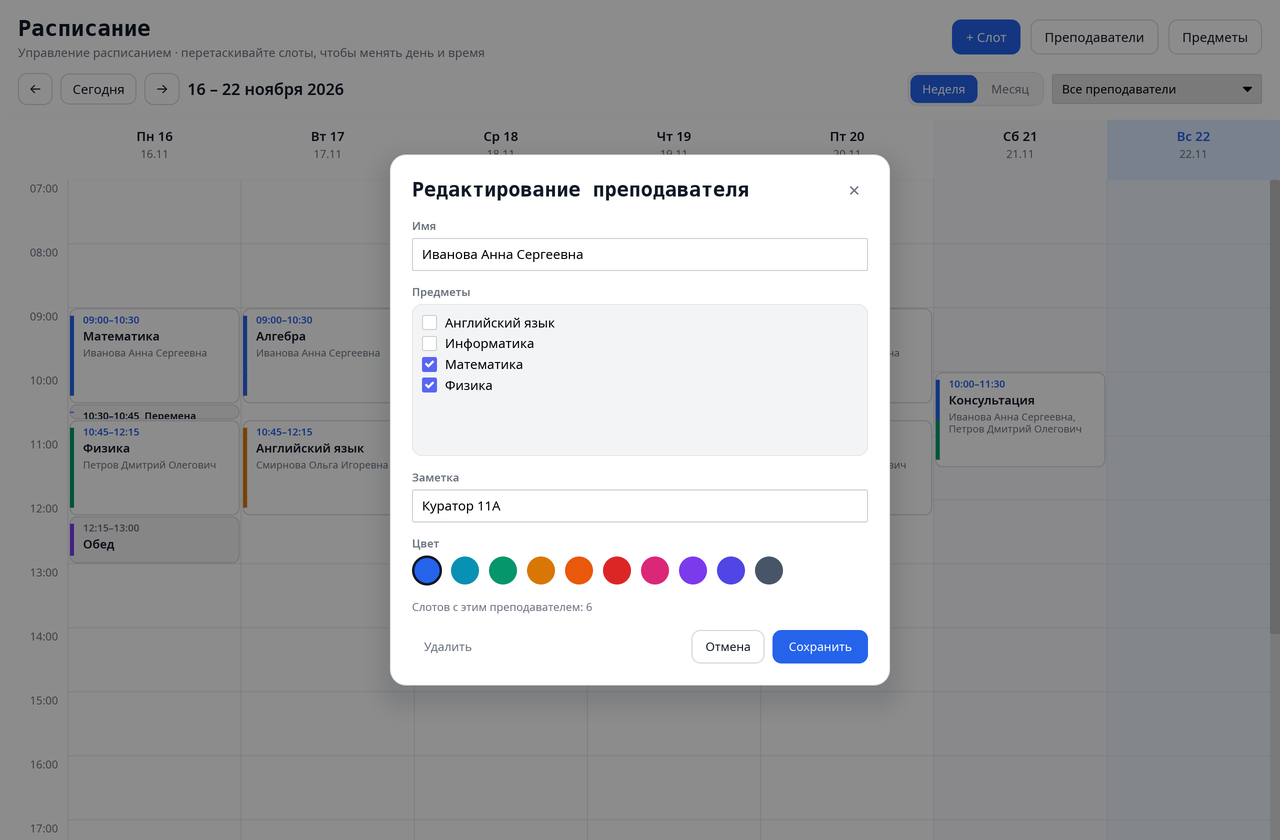 Расписание
Управление расписанием · перетаскивайте слоты, чтобы менять день и время
+ Слот
Преподаватели
Предметы
←
Сегодня
→
16 – 22 ноября 2026
Неделя
Месяц
Все преподаватели
Пн 16
16.11
Вт 17
17.11
Ср 18
18.11
Чт 19
19.11
Пт 20
20.11
Сб 21
21.11
Вс 22
22.11
07:00
08:00
09:00
10:00
11:00
12:00
13:00
14:00
15:00
16:00
17:00
09:00–10:30
Математика
Иванова Анна Сергеевна
10:30–10:45 Перемена
10:45–12:15
Физика
Петров Дмитрий Олегович
12:15–13:00
Обед
09:00–10:30
Алгебра
Иванова Анна Сергеевна
10:45–12:15
Английский язык
Смирнова Ольга Игоревна
10:00–11:30
Консультация
Иванова Анна Сергеевна,
Петров Дмитрий Олегович
Редактирование преподавателя
×
Имя
Иванова Анна Сергеевна
Предметы
Английский язык
Информатика
Математика
Физика
Заметка
Куратор 11А
Цвет
Слотов с этим преподавателем: 6
Удалить
Отмена
Сохранить